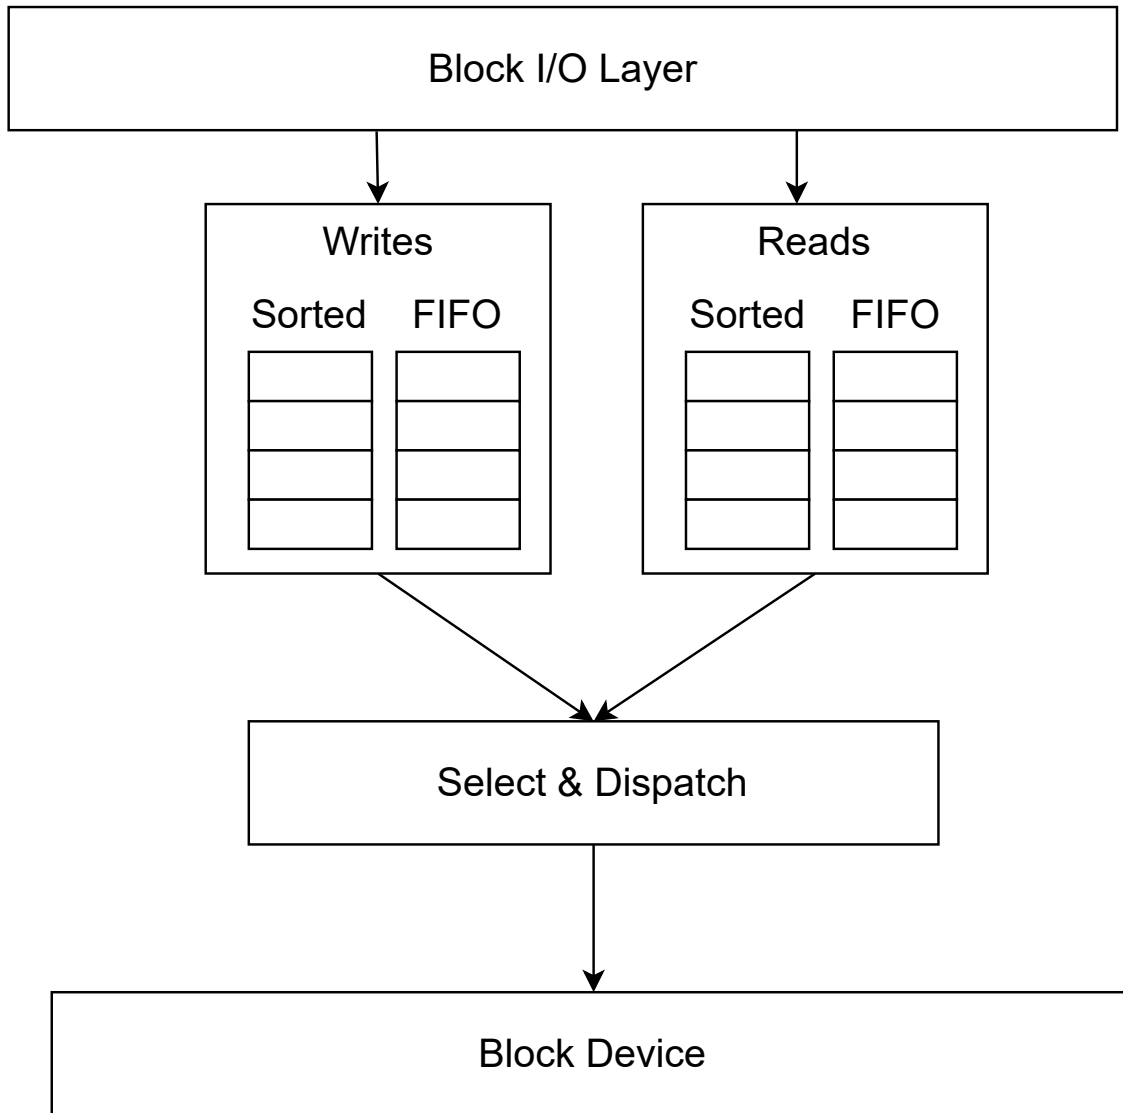 Block I/O Layer
Writes
Sorted FIFO
Reads
Sorted FIFO
Select & Dispatch
Block Device